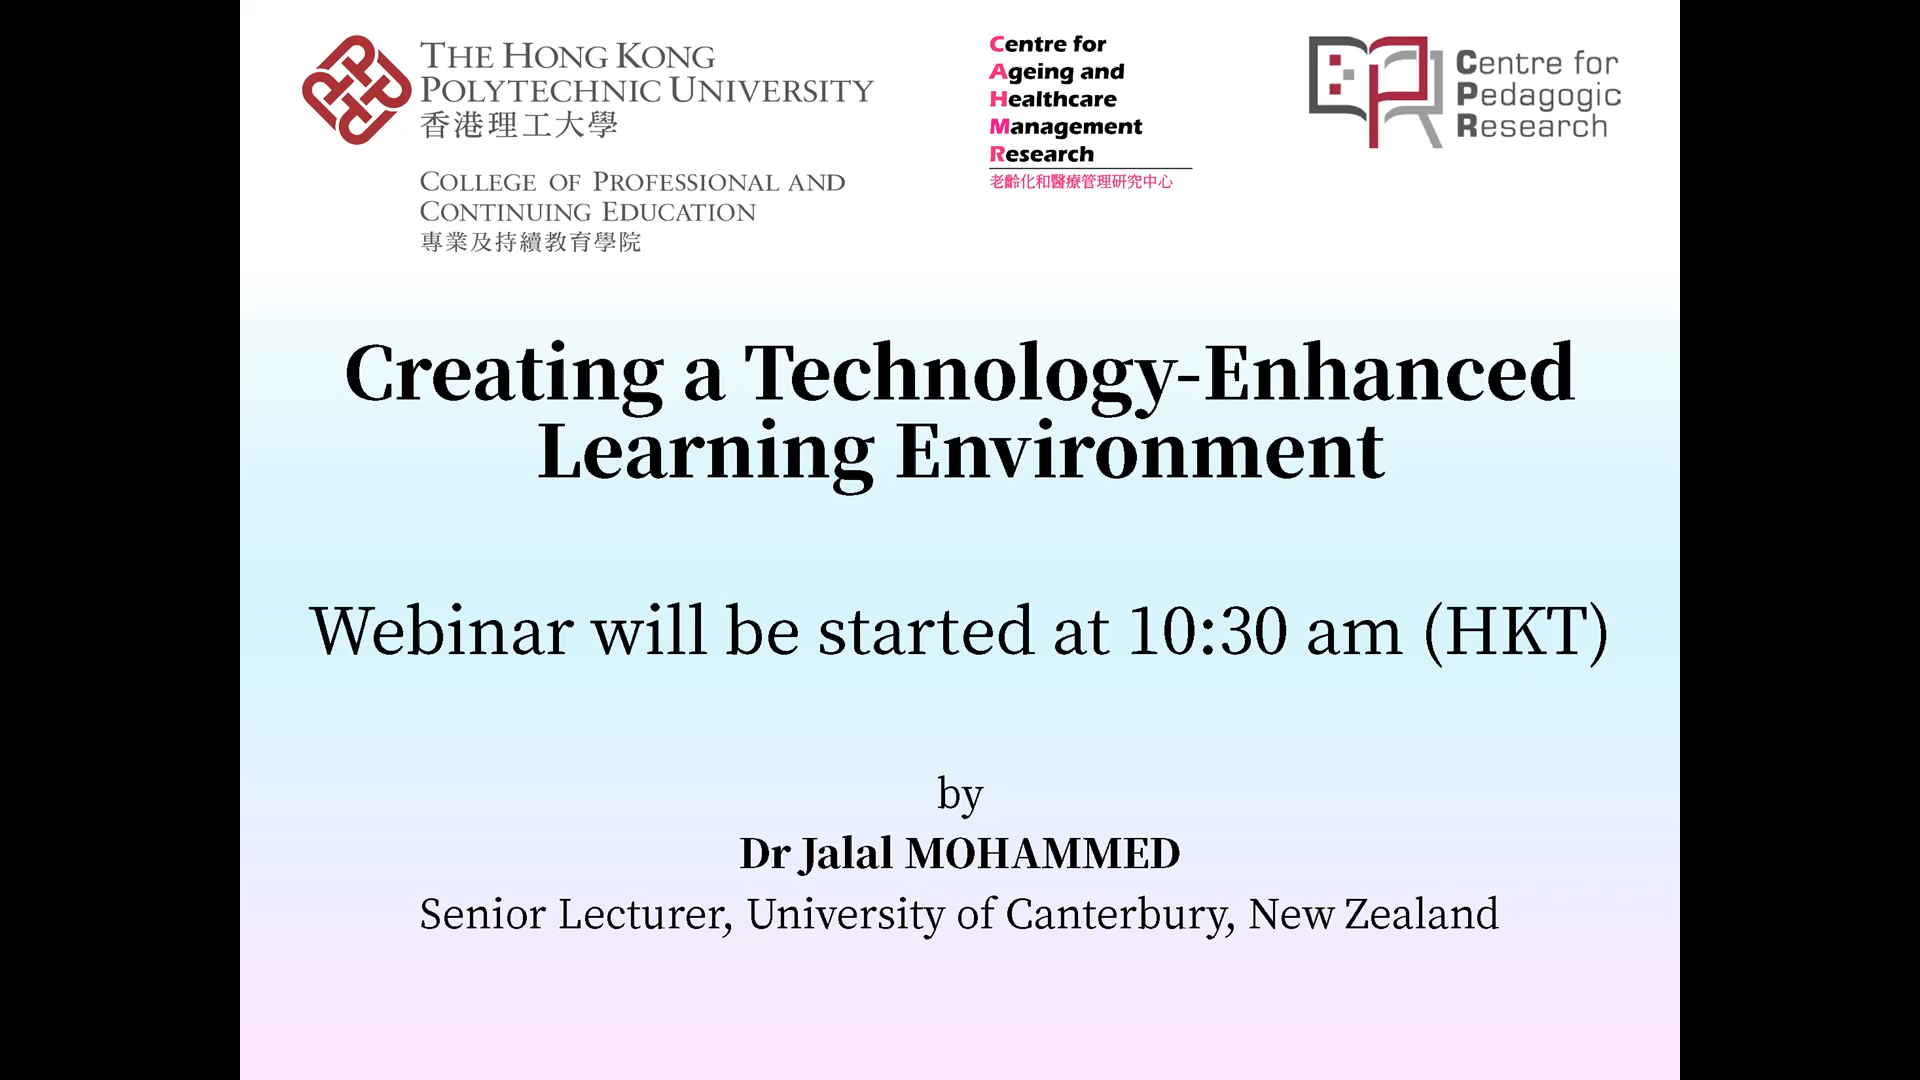 THE HONG KONG
POLYTECHNIC UNIVERSITY
香港理工大學
COLLEGE OF PROFESSIONAL AND
CONTINUING EDUCATION
專業及持續教育學院
Centre for
Ageing and
Healthcare
Management
Research
老齡化和醫療管理研究中心
Centre for
Pedagogic
Research
Creating a Technology-Enhanced
Learning Environment
Webinar will be started at 10:30 am (HKT)
by
Dr Jalal MOHAMMED
Senior Lecturer, University of Canterbury, New Zealand